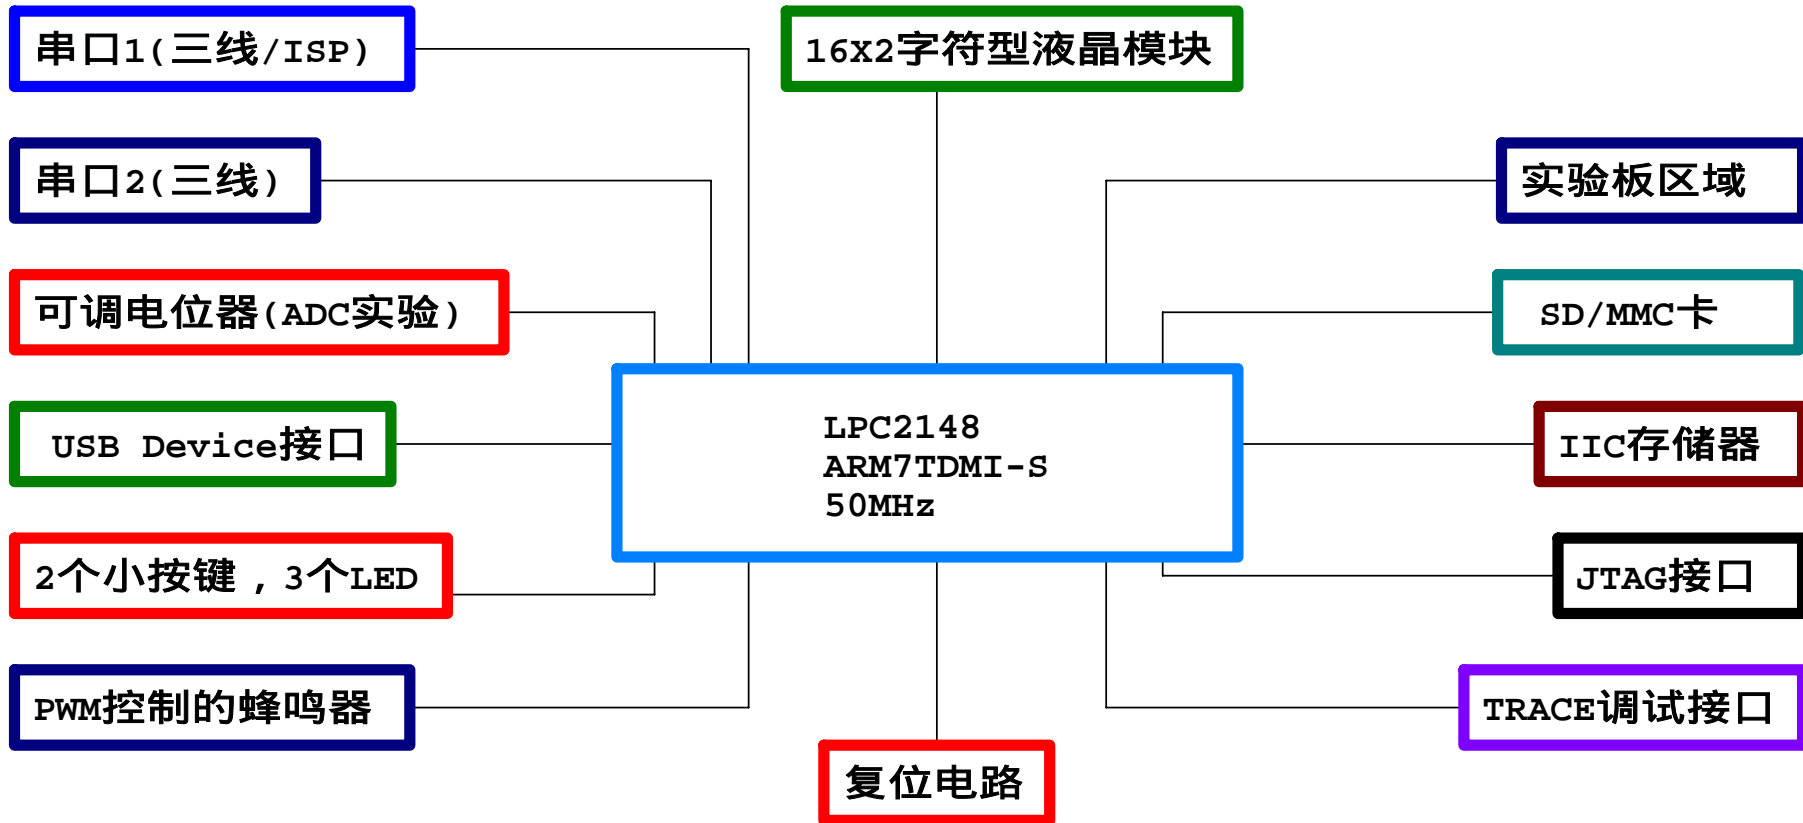 串口1(三线/ISP)
16X2字符型液晶模块
串口2(三线)
实验板区域
可调电位器(ADC实验)
SD/MMC卡
USB Device接口
LPC2148
ARM7TDMI-S
50MHz
IIC存储器
2个小按键，3个LED
JTAG接口
PWM控制的蜂鸣器
TRACE调试接口
复位电路